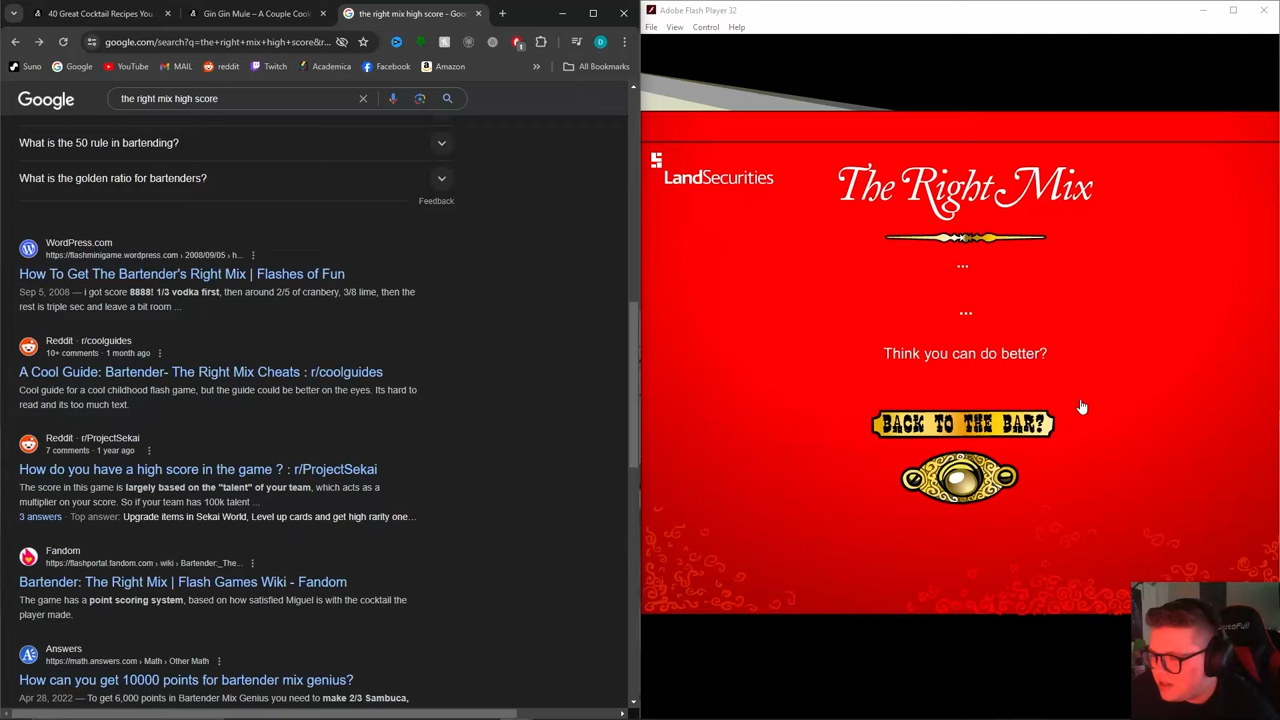 40 Great Cocktail Recipes You
Gin Gin Mule – A Couple Cook
the right mix high score - Goo
google.com/search?q=the+right+mix+high+score&r...
Suno
Google
YouTube
MAIL
reddit
Twitch
Academica
Facebook
Amazon
All Bookmarks
Google
the right mix high score
What is the 50 rule in bartending?
What is the golden ratio for bartenders?
Feedback
WordPress.com
https://flashminigame.wordpress.com › 2008/09/05 › h...
How To Get The Bartender's Right Mix | Flashes of Fun
Sep 5, 2008 — i got score 8888! 1/3 vodka first, then around 2/5 of cranbery, 3/8 lime, then the
rest is triple sec and leave a bit room ...
Reddit · r/coolguides
10+ comments · 1 month ago
A Cool Guide: Bartender- The Right Mix Cheats : r/coolguides
Cool guide for a cool childhood flash game, but the guide could be better on the eyes. Its hard to
read and its too much text.
Reddit · r/ProjectSekai
7 comments · 1 year ago
How do you have a high score in the game ? : r/ProjectSekai
The score in this game is largely based on the "talent" of your team, which acts as a
multiplier on your score. So if your team has 100k talent ...
3 answers · Top answer: Upgrade items in Sekai World, Level up cards and get high rarity one...
Fandom
https://flashportal.fandom.com › wiki › Bartender:_The...
Bartender: The Right Mix | Flash Games Wiki - Fandom
The game has a point scoring system, based on how satisfied Miguel is with the cocktail the
player made.
Answers
https://math.answers.com › Math › Other Math
How can you get 10000 points for bartender mix genius?
Apr 28, 2022 — To get 6,000 points in Bartender Mix Genius you need to make 2/3 Sambuca,
Adobe Flash Player 32
File View Control Help
LandSecurities
The Right Mix
...
...
Think you can do better?
BACK TO THE BAR?